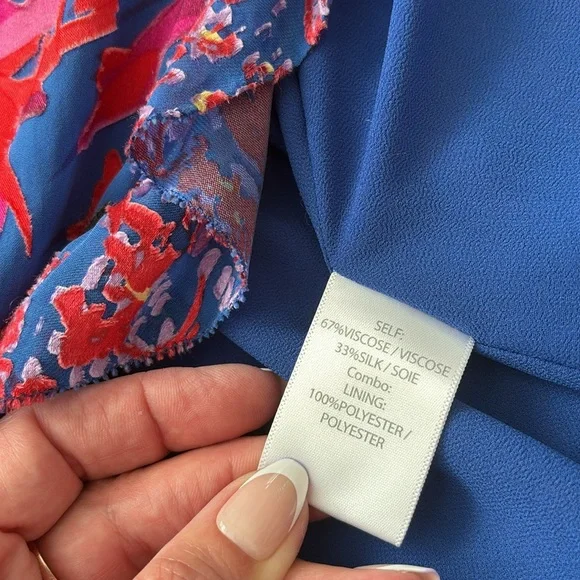 SELF:
67%VISCOSE / VISCOSE
33%SILK / SOIE
Combo:
LINING:
100%POLYESTER /
POLYESTER